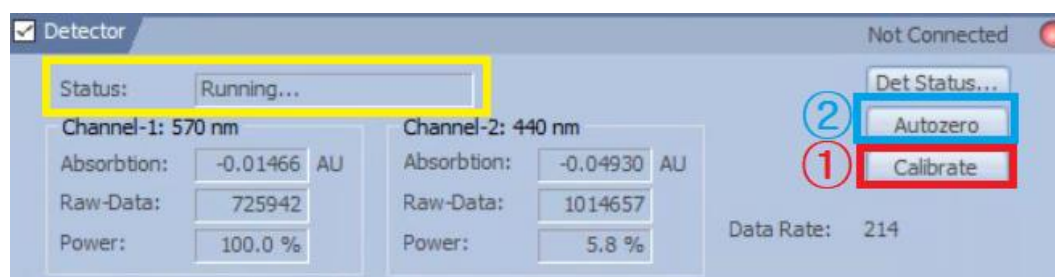 Detector
Not Connected
Status: Running...
Det Status...
② Autozero
① Calibrate
Channel-1: 570 nm
Absorbtion: -0.01466 AU
Raw-Data: 725942
Power: 100.0 %
Channel-2: 440 nm
Absorbtion: -0.04930 AU
Raw-Data: 1014657
Power: 5.8 %
Data Rate: 214